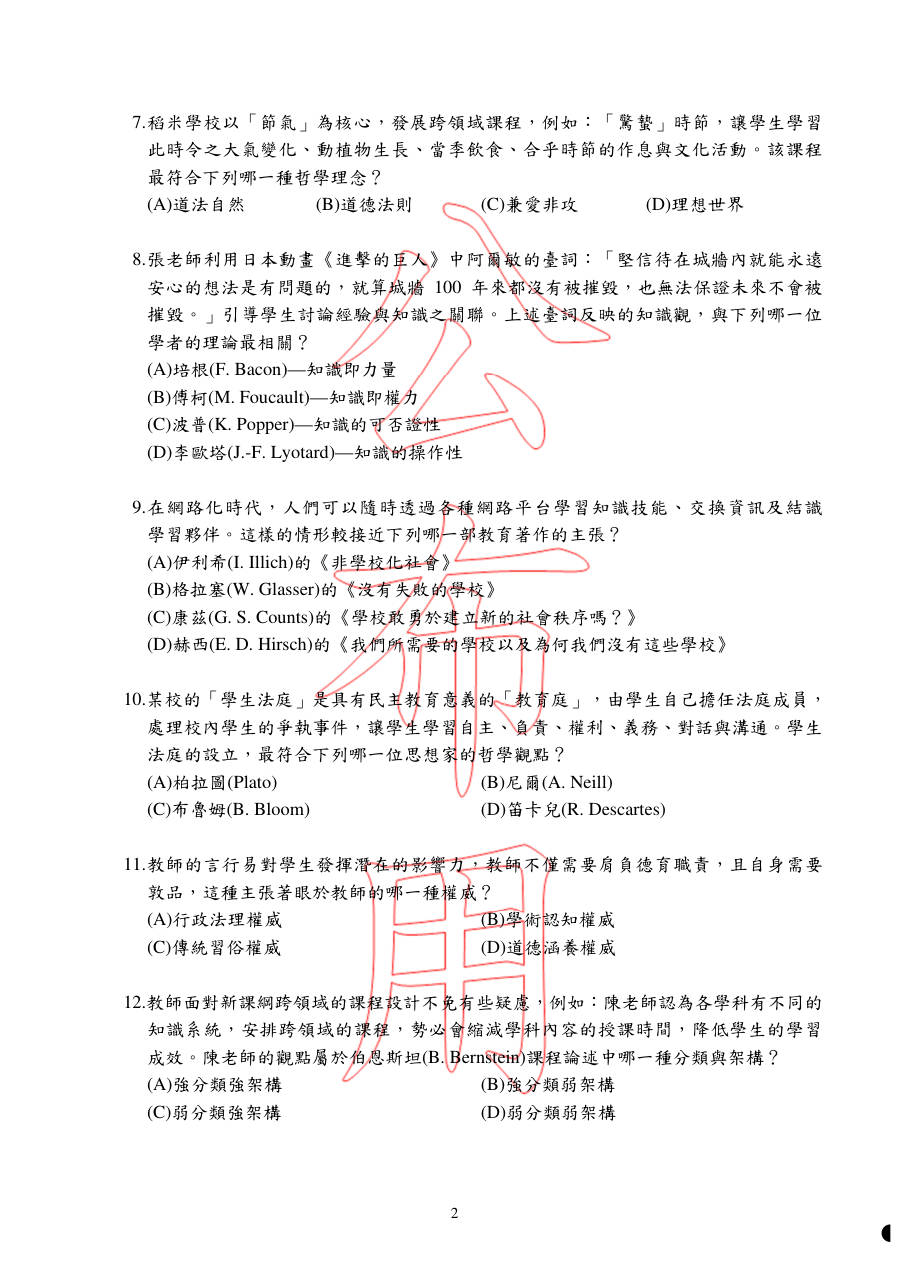 7.稻米學校以「節氣」為核心，發展跨領域課程，例如：「驚蟄」時節，讓學生學習
此時令之大氣變化、動植物生長、當季飲食、合乎時節的作息與文化活動。該課程
最符合下列哪一種哲學理念？
(A)道法自然 (B)道德法則 (C)兼愛非攻 (D)理想世界
8.張老師利用日本動畫《進擊的巨人》中阿爾敏的臺詞：「堅信待在城牆內就能永遠
安心的想法是有問題的，就算城牆 100 年來都沒有被摧毀，也無法保證未來不會被
摧毀。」引導學生討論經驗與知識之關聯。上述臺詞反映的知識觀，與下列哪一位
學者的理論最相關？
(A)培根(F. Bacon)—知識即力量
(B)傅柯(M. Foucault)—知識即權力
(C)波普(K. Popper)—知識的可否證性
(D)李歐塔(J.-F. Lyotard)—知識的操作性
9.在網路化時代，人們可以隨時透過各種網路平台學習知識技能、交換資訊及結識
學習夥伴。這樣的情形較接近下列哪一部教育著作的主張？
(A)伊利希(I. Illich)的《非學校化社會》
(B)格拉塞(W. Glasser)的《沒有失敗的學校》
(C)康茲(G. S. Counts)的《學校敢勇於建立新的社會秩序嗎？》
(D)赫西(E. D. Hirsch)的《我們所需要的學校以及為何我們沒有這些學校》
10.某校的「學生法庭」是具有民主教育意義的「教育庭」，由學生自己擔任法庭成員，
處理校內學生的爭執事件，讓學生學習自主、負責、權利、義務、對話與溝通。學生
法庭的設立，最符合下列哪一位思想家的哲學觀點？
(A)柏拉圖(Plato) (B)尼爾(A. Neill)
(C)布魯姆(B. Bloom) (D)笛卡兒(R. Descartes)
11.教師的言行易對學生發揮潛在的影響力，教師不僅需要肩負德育職責，且自身需要
敦品，這種主張著眼於教師的哪一種權威？
(A)行政法理權威 (B)學術認知權威
(C)傳統習俗權威 (D)道德涵養權威
12.教師面對新課綱跨領域的課程設計不免有些疑慮，例如：陳老師認為各學科有不同的
知識系統，安排跨領域的課程，勢必會縮減學科內容的授課時間，降低學生的學習
成效。陳老師的觀點屬於伯恩斯坦(B. Bernstein)課程論述中哪一種分類與架構？
(A)強分類強架構 (B)強分類弱架構
(C)弱分類強架構 (D)弱分類弱架構
2
公布用